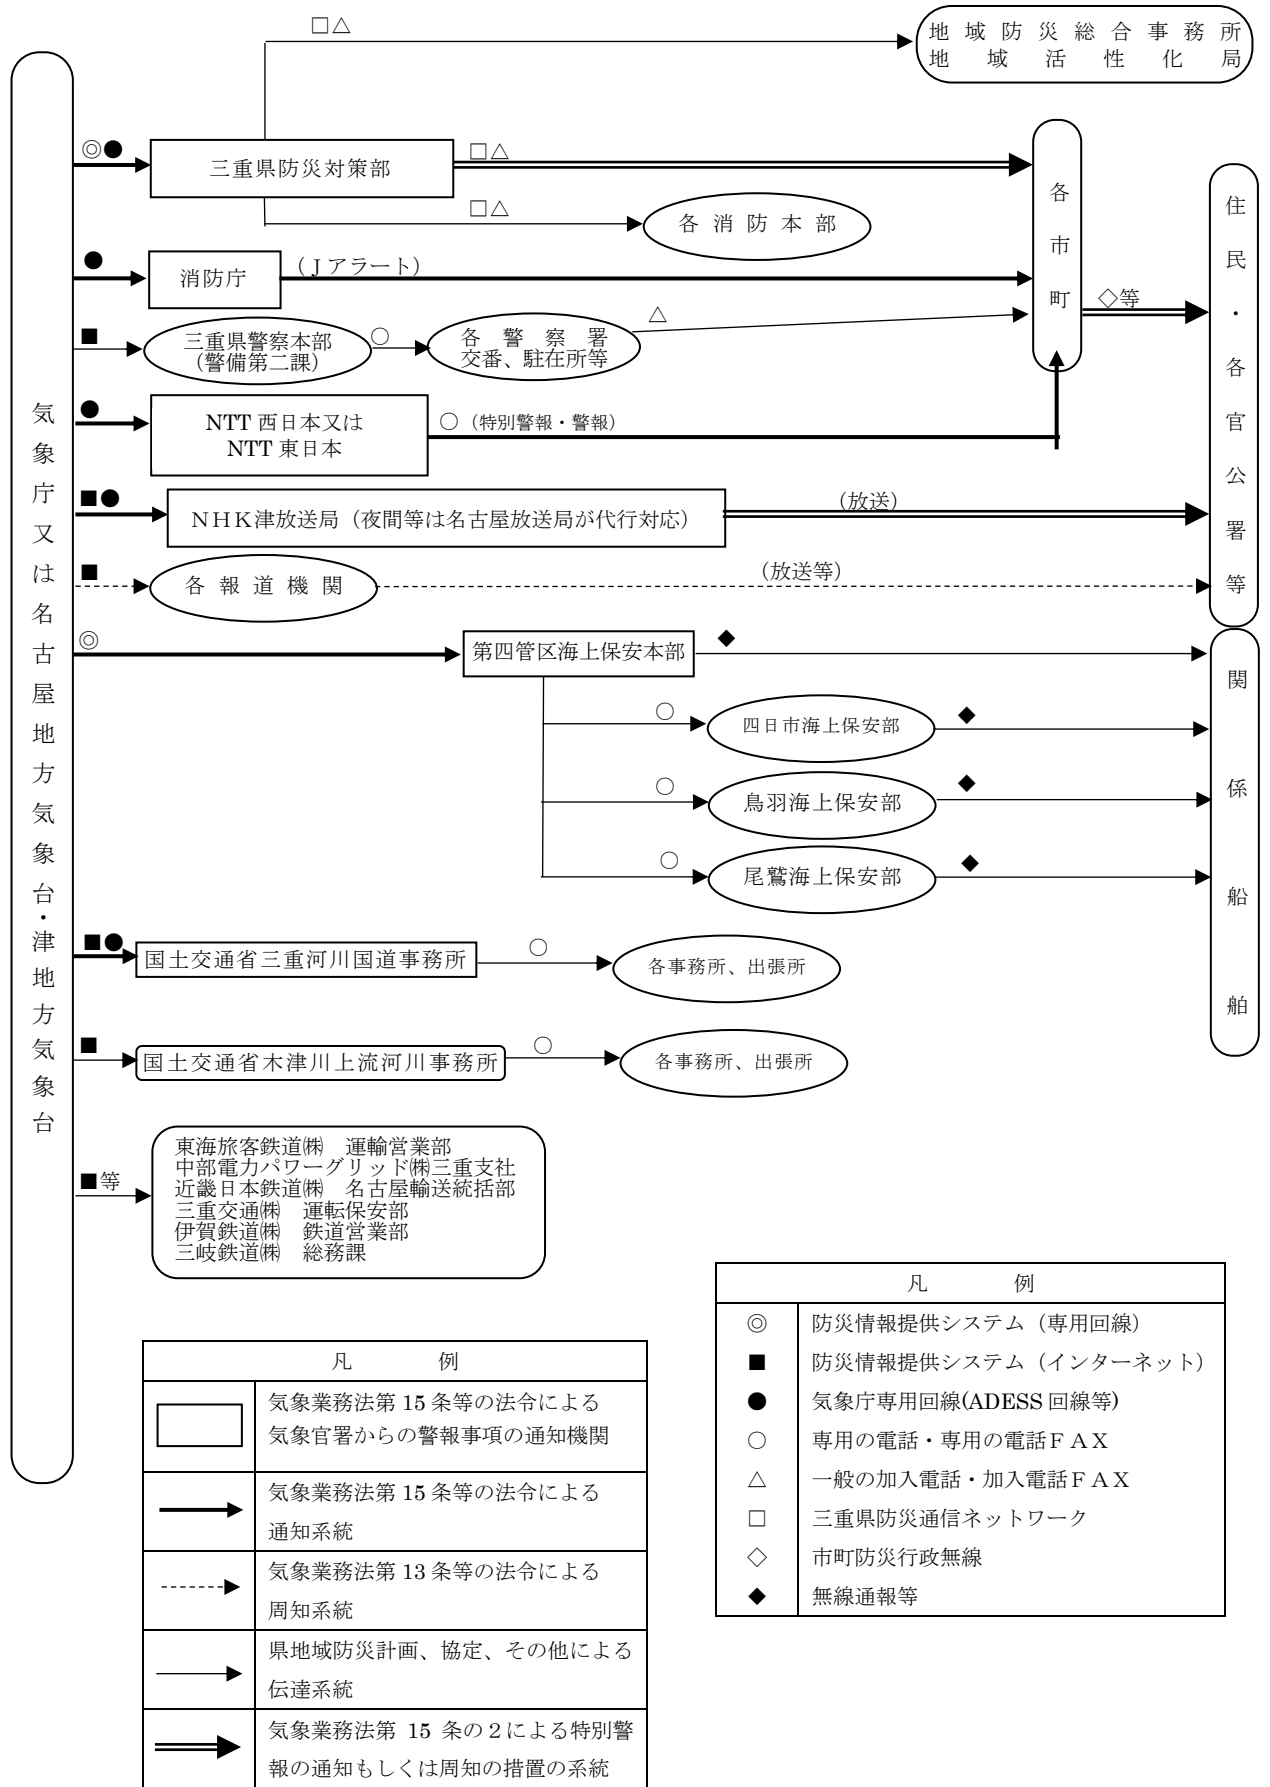 □△
地域防災総合事務所
地域活性化局
気象庁又は名古屋地方気象台・津地方気象台
◎●
三重県防災対策部
□△
□△
各消防本部
各市町
住民・各官公署等
●
消防庁
(Jアラート)
■
三重県警察本部
(警備第二課)
○
各警察署
交番、駐在所等
△
◇等
●
NTT 西日本又は
NTT 東日本
○(特別警報・警報)
■●
NHK津放送局(夜間等は名古屋放送局が代行対応)
(放送)
■
各報道機関
(放送等)
◎
第四管区海上保安本部
◆
関係船舶
○
四日市海上保安部
◆
○
鳥羽海上保安部
◆
○
尾鷲海上保安部
◆
■●
国土交通省三重河川国道事務所
○
各事務所、出張所
■
国土交通省木津川上流河川事務所
○
各事務所、出張所
■等
東海旅客鉄道㈱ 運輸営業部
中部電力パワーグリッド㈱三重支社
近畿日本鉄道㈱ 名古屋輸送統括部
三重交通㈱ 運転保安部
伊賀鉄道㈱ 鉄道営業部
三岐鉄道㈱ 総務課
凡 例
気象業務法第 15 条等の法令による
気象官署からの警報事項の通知機関
気象業務法第 15 条等の法令による
通知系統
気象業務法第 13 条等の法令による
周知系統
県地域防災計画、協定、その他による
伝達系統
気象業務法第 15 条の2による特別警
報の通知もしくは周知の措置の系統
凡 例
◎ 防災情報提供システム(専用回線)
■ 防災情報提供システム(インターネット)
● 気象庁専用回線(ADESS 回線等)
○ 専用の電話・専用の電話FAX
△ 一般の加入電話・加入電話FAX
□ 三重県防災通信ネットワーク
◇ 市町防災行政無線
◆ 無線通報等